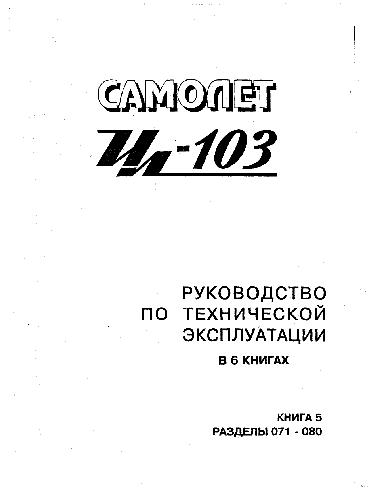 САМОЛЕТ
Ил-103
РУКОВОДСТВО
ПО ТЕХНИЧЕСКОЙ
ЭКСПЛУАТАЦИИ
В 6 КНИГАХ
КНИГА 5
РАЗДЕЛЫ 071 - 080